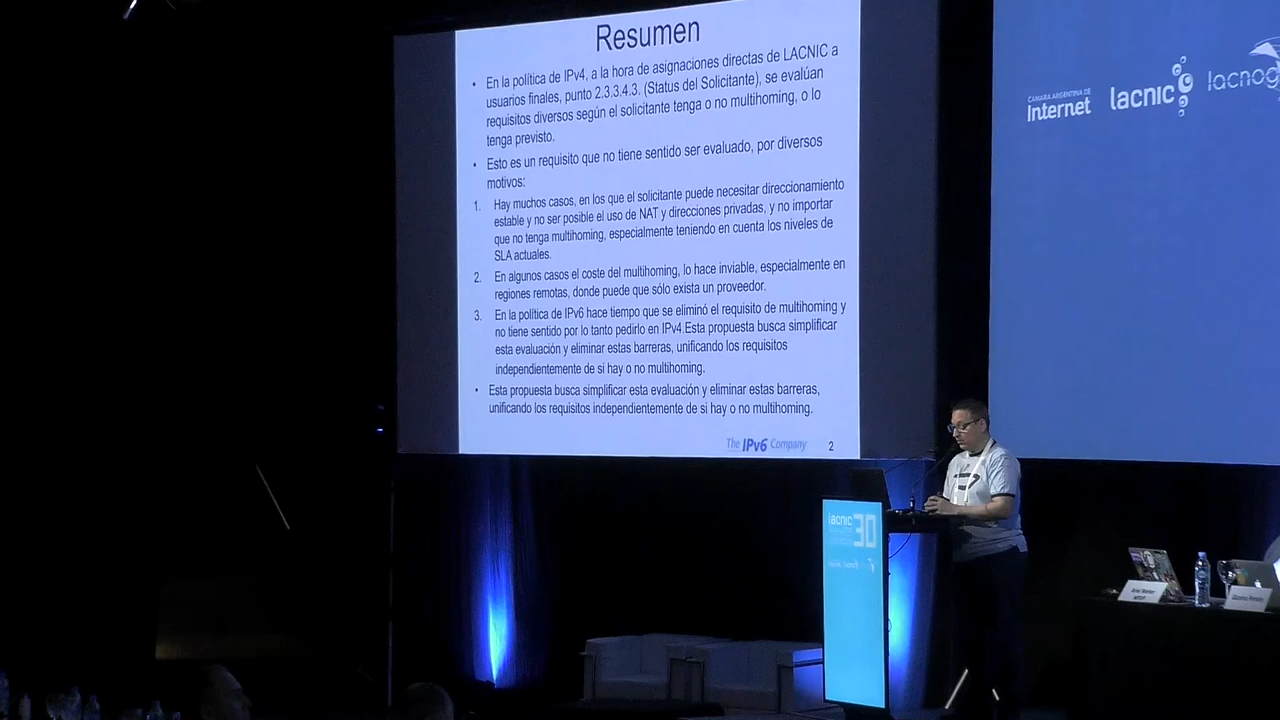 Resumen
• En la política de IPv4, a la hora de asignaciones directas de LACNIC a
usuarios finales, punto 2.3.3.4.3. (Status del Solicitante), se evalúan
requisitos diversos según el solicitante tenga o no multihoming, o lo
tenga previsto.
• Esto es un requisito que no tiene sentido ser evaluado, por diversos
motivos:
1. Hay muchos casos, en los que el solicitante puede necesitar direccionamiento
estable y no ser posible el uso de NAT y direcciones privadas, y no importar
que no tenga multihoming, especialmente teniendo en cuenta los niveles de
SLA actuales.
2. En algunos casos el coste del multihoming, lo hace inviable, especialmente en
regiones remotas, donde puede que sólo exista un proveedor.
3. En la política de IPv6 hace tiempo que se eliminó el requisito de multihoming y
no tiene sentido por lo tanto pedirlo en IPv4.Esta propuesta busca simplificar
esta evaluación y eliminar estas barreras, unificando los requisitos
independientemente de si hay o no multihoming.
• Esta propuesta busca simplificar esta evaluación y eliminar estas barreras,
unificando los requisitos independientemente de si hay o no multihoming.
The IPv6 Company 2
CÁMARA ARGENTINA DE
Internet
lacnic
lacnog
lacnic 30